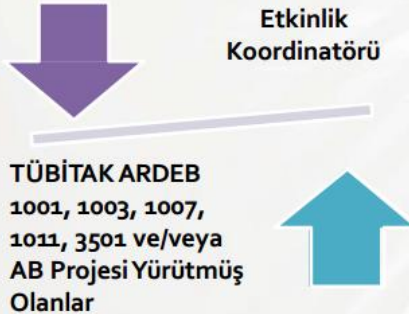 Etkinlik
Koordinatörü
TÜBİTAK ARDEB
1001, 1003, 1007,
1011, 3501 ve/veya
AB Projesi Yürütmüş
Olanlar